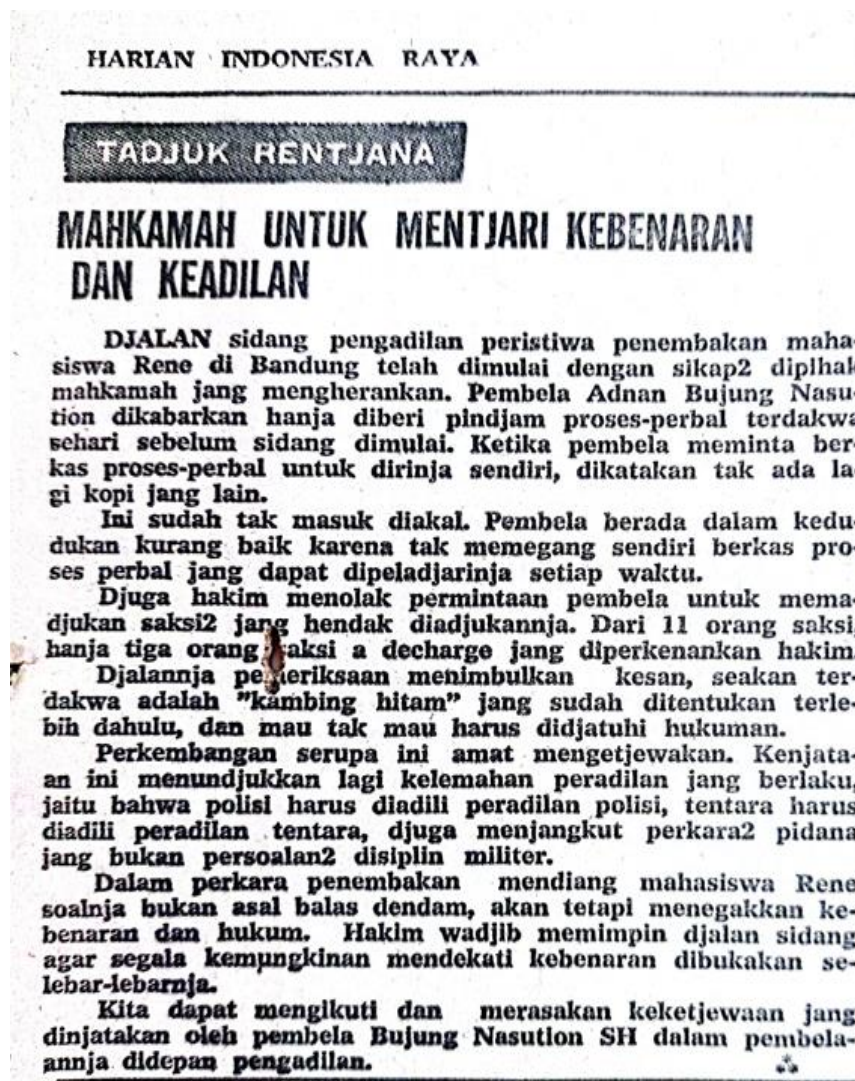 HARIAN INDONESIA RAYA
TADJUK RENTJANA
MAHKAMAH UNTUK MENTJARI KEBENARAN
DAN KEADILAN
DJALAN sidang pengadilan peristiwa penembakan maha-
siswa Rene di Bandung telah dimulai dengan sikap2 dipihak
mahkamah jang mengherankan. Pembela Adnan Bujung Nasu-
tion dikabarkan hanja diberi pindjam proses-perbal terdakwa
sehari sebelum sidang dimulai. Ketika pembela meminta ber-
kas proses-perbal untuk dirinja sendiri, dikatakan tak ada la-
gi kopi jang lain.
Ini sudah tak masuk diakal. Pembela berada dalam kedu-
dukan kurang baik karena tak memegang sendiri berkas pro-
ses perbal jang dapat dipeladjarinja setiap waktu.
Djuga hakim menolak permintaan pembela untuk mema-
djukan saksi2 jang hendak diadjukannja. Dari 11 orang saksi,
hanja tiga orang saksi a decharge jang diperkenankan hakim.
Djalannja pemeriksaan menimbulkan kesan, seakan ter-
dakwa adalah "kambing hitam" jang sudah ditentukan terle-
bih dahulu, dan mau tak mau harus didjatuhi hukuman.
Perkembangan serupa ini amat mengetjewakan. Kenjata-
an ini menundjukkan lagi kelemahan peradilan jang berlaku,
jaitu bahwa polisi harus diadili peradilan polisi, tentara harus
diadili peradilan tentara, djuga menjangkut perkara2 pidana
jang bukan persoalan2 disiplin militer.
Dalam perkara penembakan mendiang mahasiswa Rene
soalnja bukan asal balas dendam, akan tetapi menegakkan ke-
benaran dan hukum. Hakim wadjib memimpin djalan sidang
agar segala kemungkinan mendekati kebenaran dibukakan se-
lebar-lebarnja.
Kita dapat mengikuti dan merasakan keketjewaan jang
dinjatakan oleh pembela Bujung Nasution SH dalam pembela-
annja didepan pengadilan.